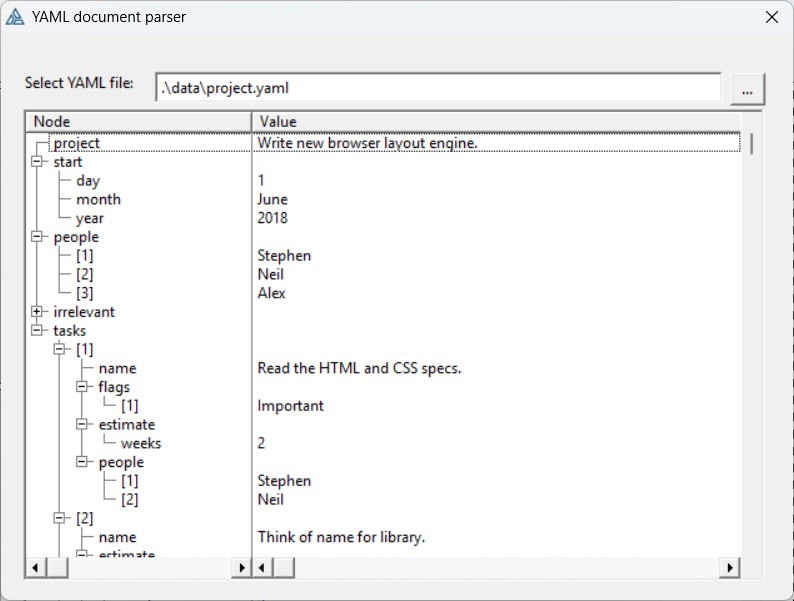 YAML document parser
Select YAML file: .\data\project.yaml ...
Node Value
project Write new browser layout engine.
start
day 1
month June
year 2018
people
[1] Stephen
[2] Neil
[3] Alex
irrelevant
tasks
[1]
name Read the HTML and CSS specs.
flags
[1] Important
estimate
weeks 2
people
[1] Stephen
[2] Neil
[2]
name Think of name for library.
estimate